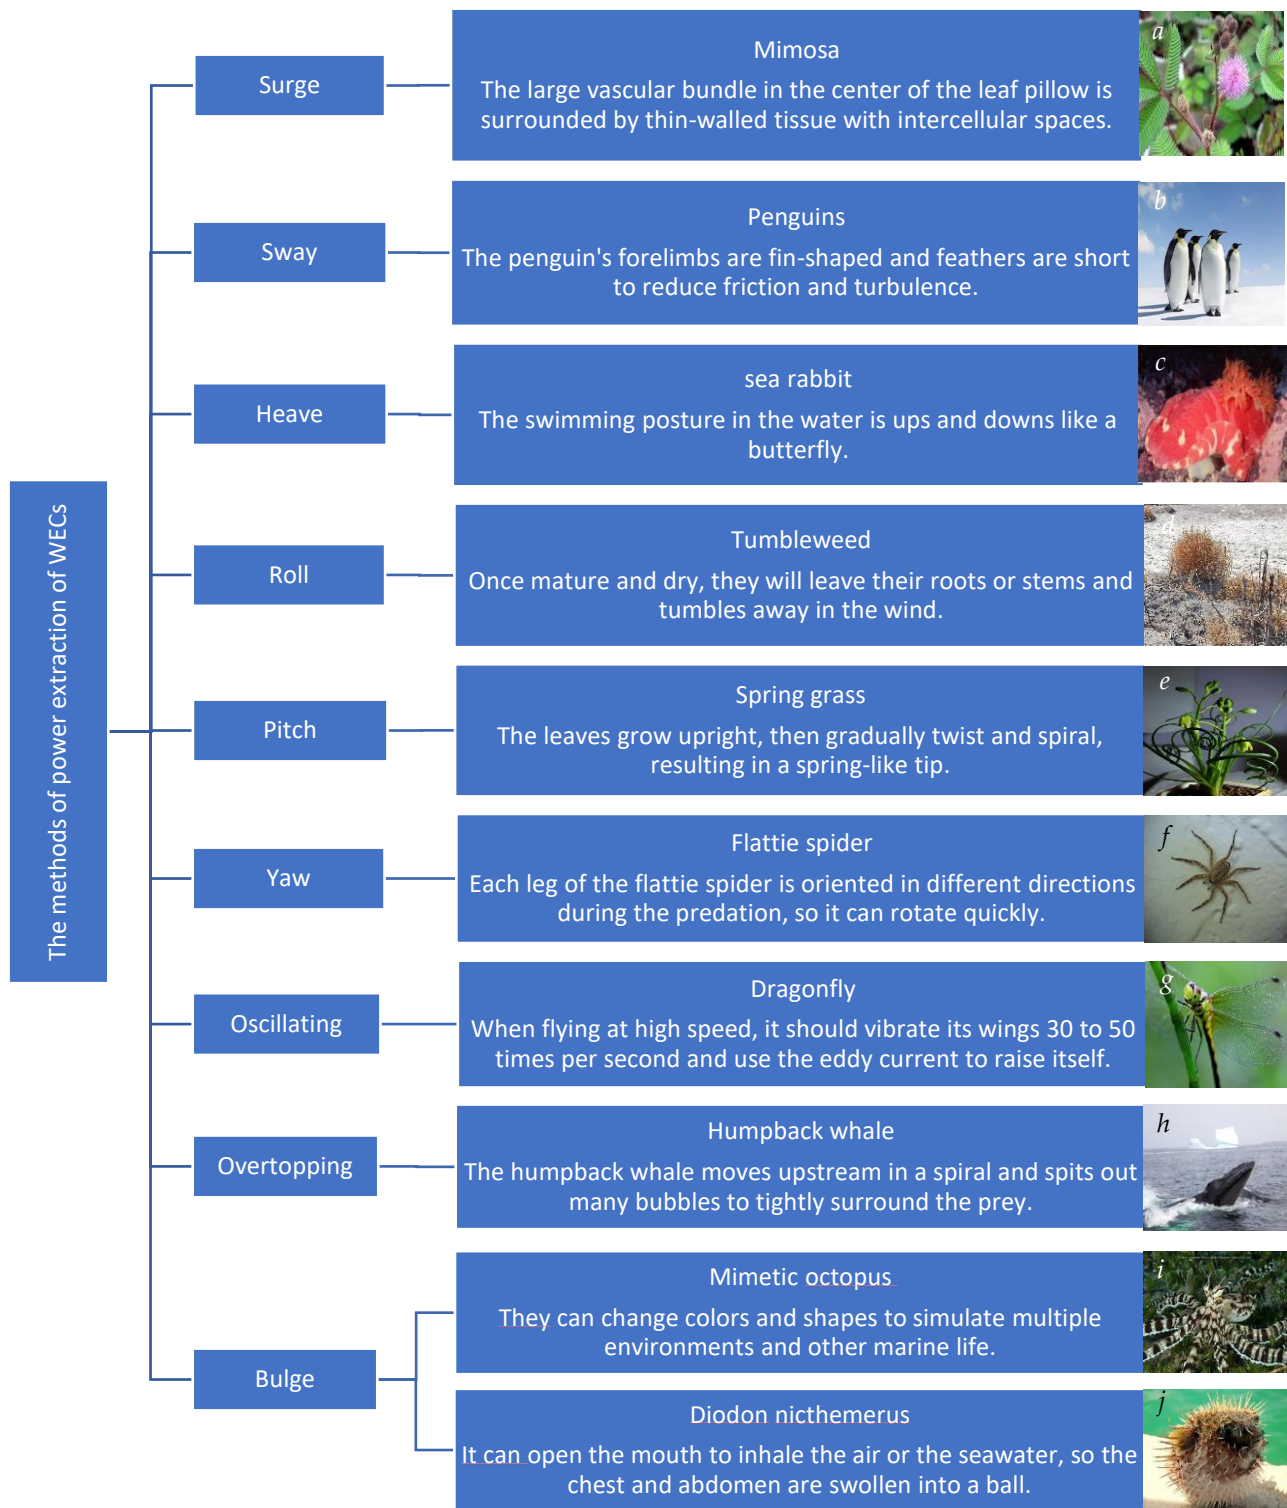 The methods of power extraction of WECs
Surge
Mimosa
The large vascular bundle in the center of the leaf pillow is
surrounded by thin-walled tissue with intercellular spaces.
a
Sway
Penguins
The penguin's forelimbs are fin-shaped and feathers are short
to reduce friction and turbulence.
b
Heave
sea rabbit
The swimming posture in the water is ups and downs like a
butterfly.
c
Roll
Tumbleweed
Once mature and dry, they will leave their roots or stems and
tumbles away in the wind.
d
Pitch
Spring grass
The leaves grow upright, then gradually twist and spiral,
resulting in a spring-like tip.
e
Yaw
Flattie spider
Each leg of the flattie spider is oriented in different directions
during the predation, so it can rotate quickly.
f
Oscillating
Dragonfly
When flying at high speed, it should vibrate its wings 30 to 50
times per second and use the eddy current to raise itself.
g
Overtopping
Humpback whale
The humpback whale moves upstream in a spiral and spits out
many bubbles to tightly surround the prey.
h
Bulge
Mimetic octopus
They can change colors and shapes to simulate multiple
environments and other marine life.
i
Diodon nicthemerus
It can open the mouth to inhale the air or the seawater, so the
chest and abdomen are swollen into a ball.
j